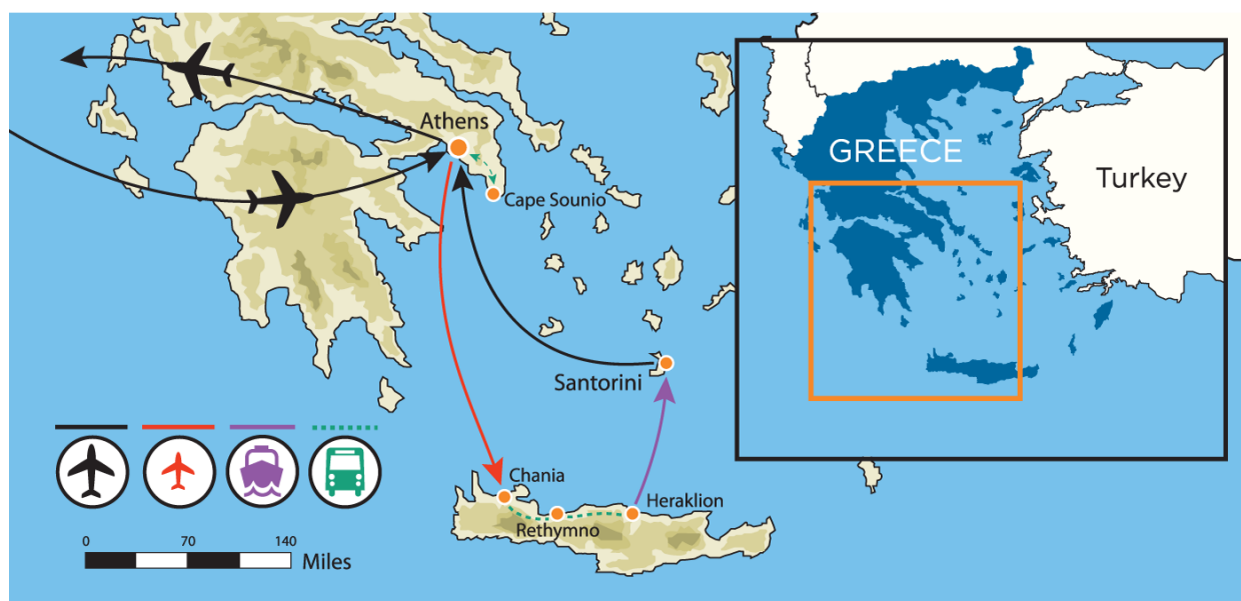 Athens
Cape Sounio
Santorini
Chania
Rethymno
Heraklion
0 70 140
Miles
GREECE
Turkey